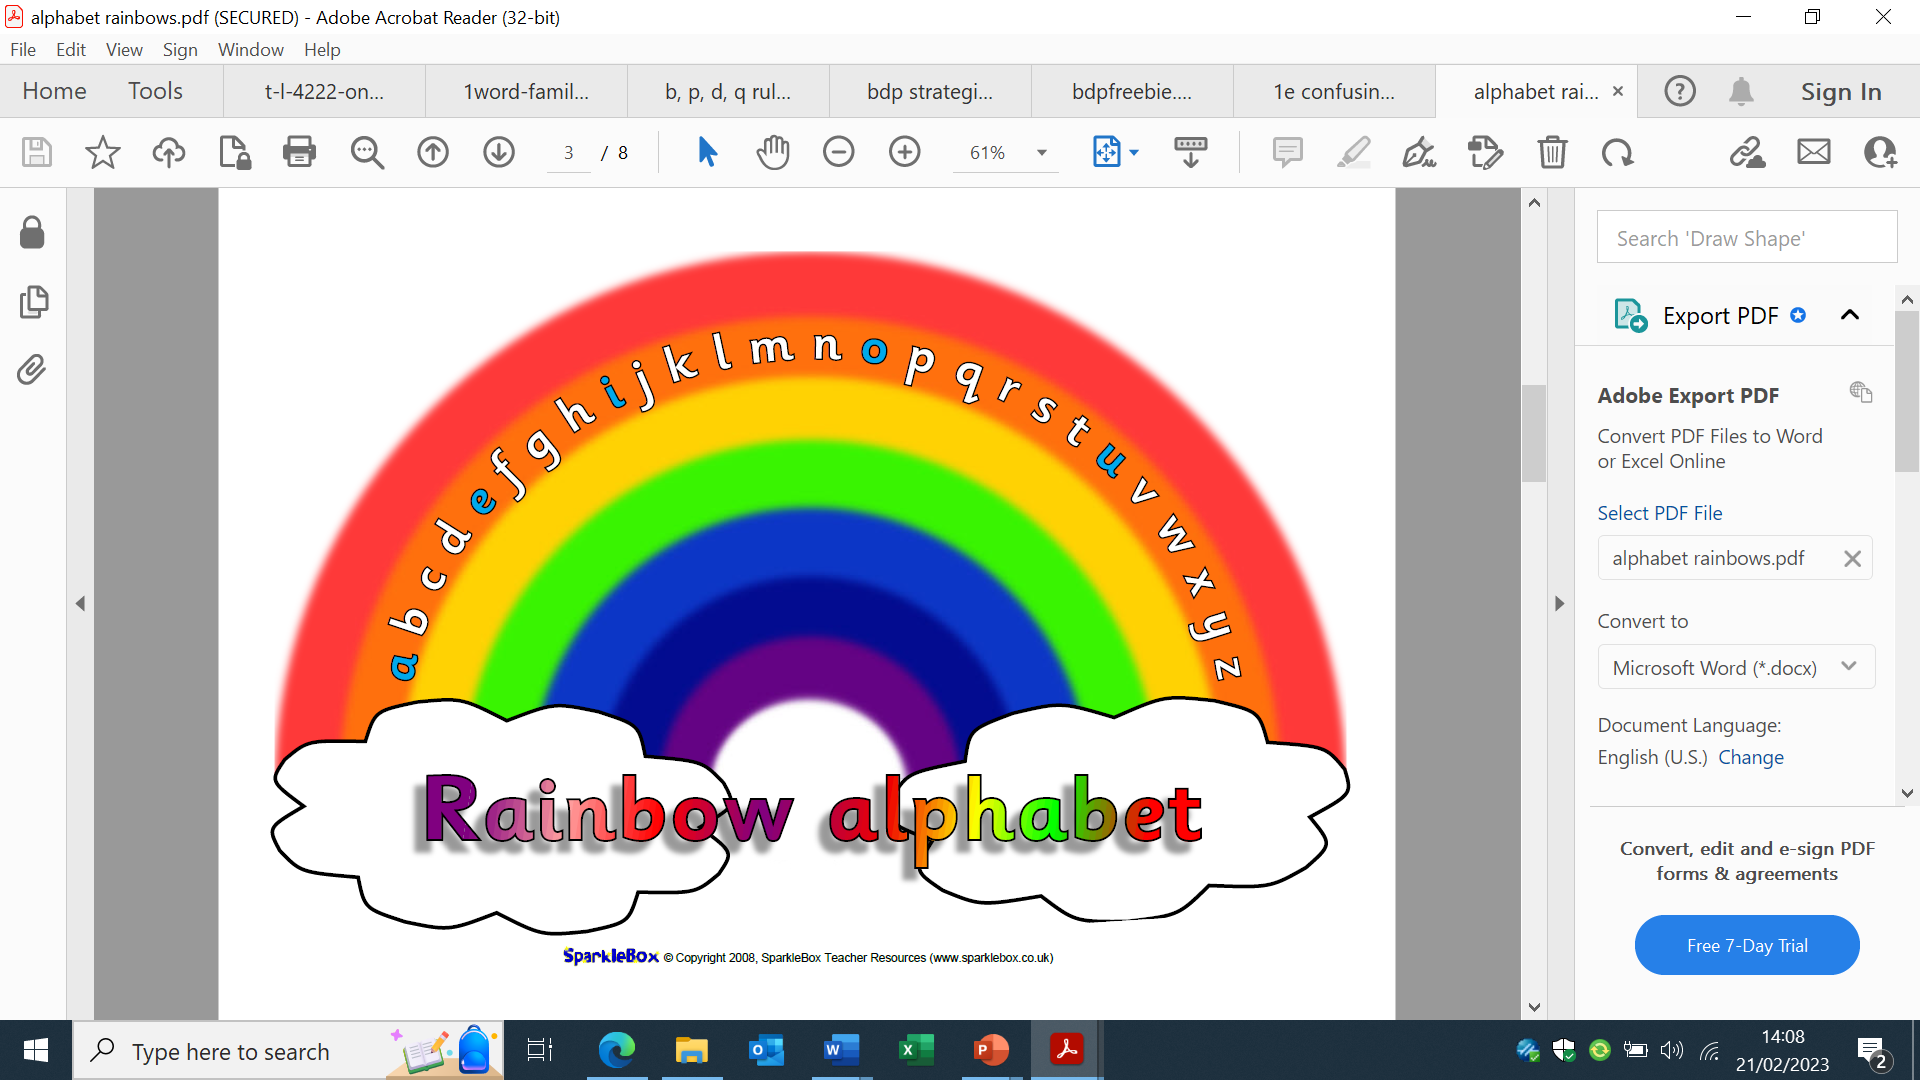 alphabet rainbows.pdf (SECURED) - Adobe Acrobat Reader (32-bit)
File Edit View Sign Window Help
Home Tools t-l-4222-on... 1word-famil... b, p, d, q rul... bdp strategi... bdpfreebie.... 1e confusin... alphabet rai... × Sign In
3 / 8 61%
Search 'Draw Shape'
Export PDF
Adobe Export PDF
Convert PDF Files to Word
or Excel Online
Select PDF File
alphabet rainbows.pdf
Convert to
Microsoft Word (*.docx)
Document Language:
English (U.S.) Change
Convert, edit and e-sign PDF
forms & agreements
Free 7-Day Trial
a b c d e f g h i j k l m n o p q r s t u v w x y z
Rainbow alphabet
SparkleBox © Copyright 2008, SparkleBox Teacher Resources (www.sparklebox.co.uk)
Type here to search
14:08
21/02/2023
2